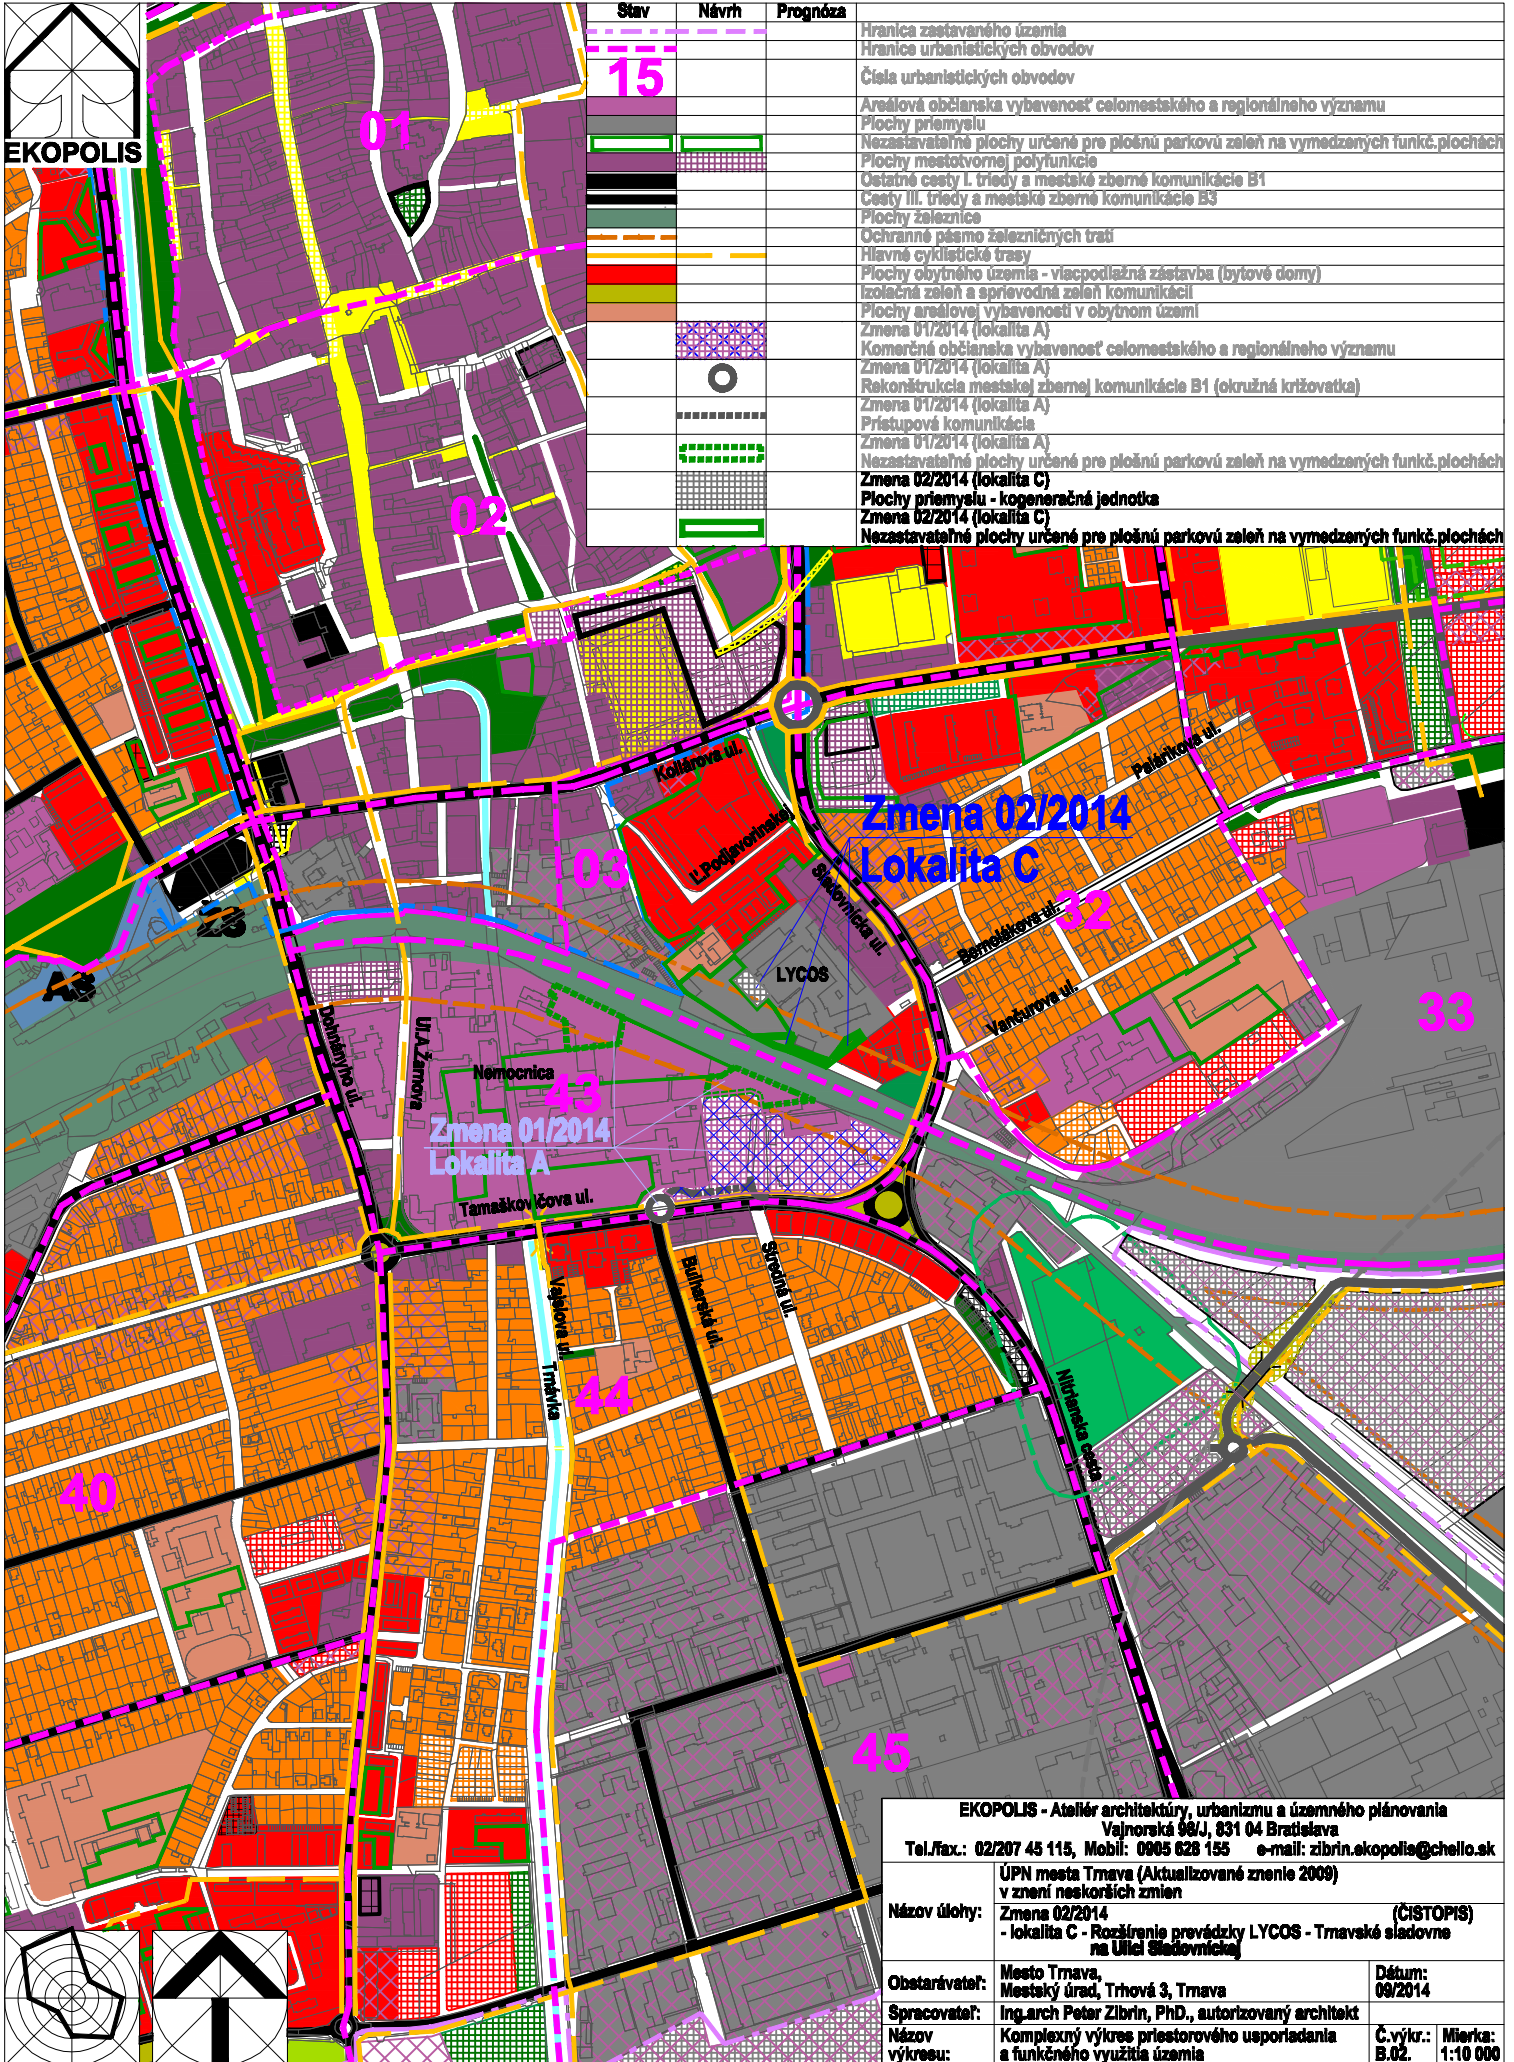 EKOPOLIS
Stav Návrh Prognóza
Hranica zastavaného územia
Hranice urbanistických obvodov
15 Čísla urbanistických obvodov
Areálová občianska vybavenosť celomestského a regionálneho významu
Plochy priemyslu
Nezastavateľné plochy určené pre plošnú parkovú zeleň na vymedzených funkč.plochách
Plochy mestotvornej polyfunkcie
Ostatné cesty I. triedy a mestské zberné komunikácie B1
Cesty III. triedy a mestské zberné komunikácie B3
Plochy železnice
Ochranné pásmo železničných tratí
Hlavné cyklistické trasy
Plochy obytného územia - viacpodlažná zástavba (bytové domy)
Izolačná zeleň a sprievodná zeleň komunikácií
Plochy areálovej vybavenosti v obytnom území
Zmena 01/2014 (lokalita A)
Komerčná občianska vybavenosť celomestského a regionálneho významu
Zmena 01/2014 (lokalita A)
Rekonštrukcia mestskej zbernej komunikácie B1 (okružná križovatka)
Zmena 01/2014 (lokalita A)
Prístupová komunikácia
Zmena 01/2014 (lokalita A)
Nezastavateľné plochy určené pre plošnú parkovú zeleň na vymedzených funkč.plochách
Zmena 02/2014 (lokalita C)
Plochy priemyslu - kogeneračná jednotka
Zmena 02/2014 (lokalita C)
Nezastavateľné plochy určené pre plošnú parkovú zeleň na vymedzených funkč.plochách
01
02
Kollárova ul.
Palárikova ul.
Ľ.Podjavorinskej
Zmena 02/2014
Lokalita C
03
Sladovnícka ul.
32
Bernolákova ul.
LYCOS
AS
Vančurova ul.
33
Dohnányho ul.
Ul.A.Žarnova
Nemocnica
43
Zmena 01/2014
Lokalita A
Tamaškovičova ul.
Vajslova ul.
Bulharská ul.
Stredná ul.
Trnávka
44
Nitrianska cesta
40
45
EKOPOLIS - Ateliér architektúry, urbanizmu a územného plánovania
Vajnorská 98/J, 831 04 Bratislava
Tel./fax.: 02/207 45 115, Mobil: 0905 628 155 e-mail: zibrin.ekopolis@chello.sk
Názov úlohy:
ÚPN mesta Trnava (Aktualizované znenie 2009)
v znení neskorších zmien
Zmena 02/2014 (ČISTOPIS)
- lokalita C - Rozšírenie prevádzky LYCOS - Trnavské sladovne
na Ulici Sladovníckej
Obstarávateľ:
Mesto Trnava,
Mestský úrad, Trhová 3, Trnava
Dátum:
09/2014
Spracovateľ: Ing.arch Peter Zibrin, PhD., autorizovaný architekt
Názov
výkresu:
Komplexný výkres priestorového usporiadania
a funkčného využitia územia
Č.výkr.:
B.02.
Mierka:
1:10 000